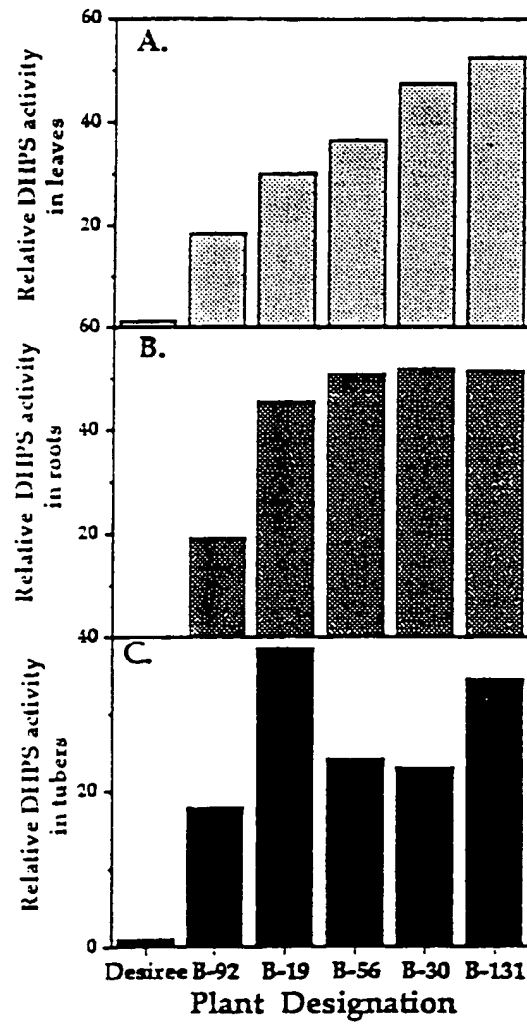 A.
Relative DHPS activity
in leaves
60
40
20
B.
Relative DHPS activity
in roots
60
40
20
C.
Relative DHPS activity
in tubers
40
20
0
Desiree B-92 B-19 B-56 B-30 B-131
Plant Designation